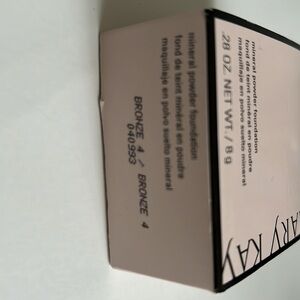 mineral powder foundation
fond de teint minéral en poudre
maquillaje en polvo suelto mineral
BRONZE 4 / BRONZE 4
040993
mineral powder foundation
fond de teint minéral en poudre
maquillaje en polvo suelto mineral
.28 OZ. NET WT. / 8 g
ARY KAY